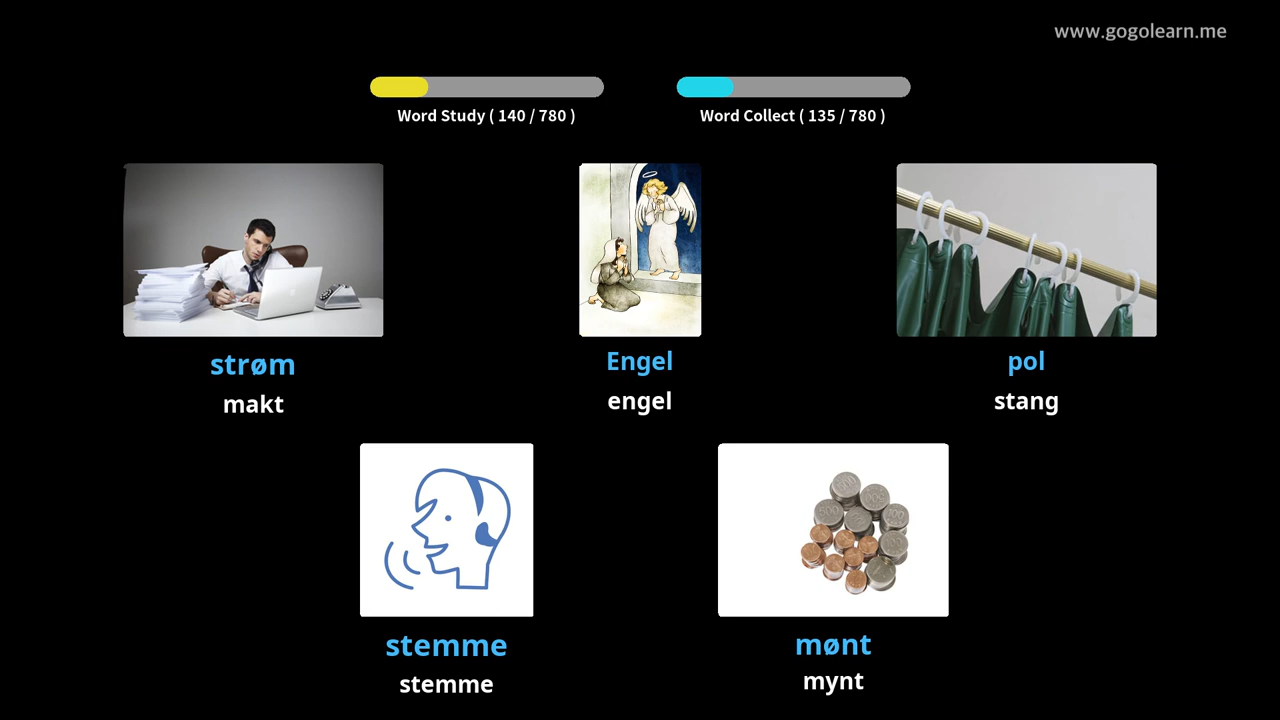 www.gogolearn.me
Word Study ( 140 / 780 )
Word Collect ( 135 / 780 )
strøm
makt
Engel
engel
pol
stang
stemme
stemme
mønt
mynt